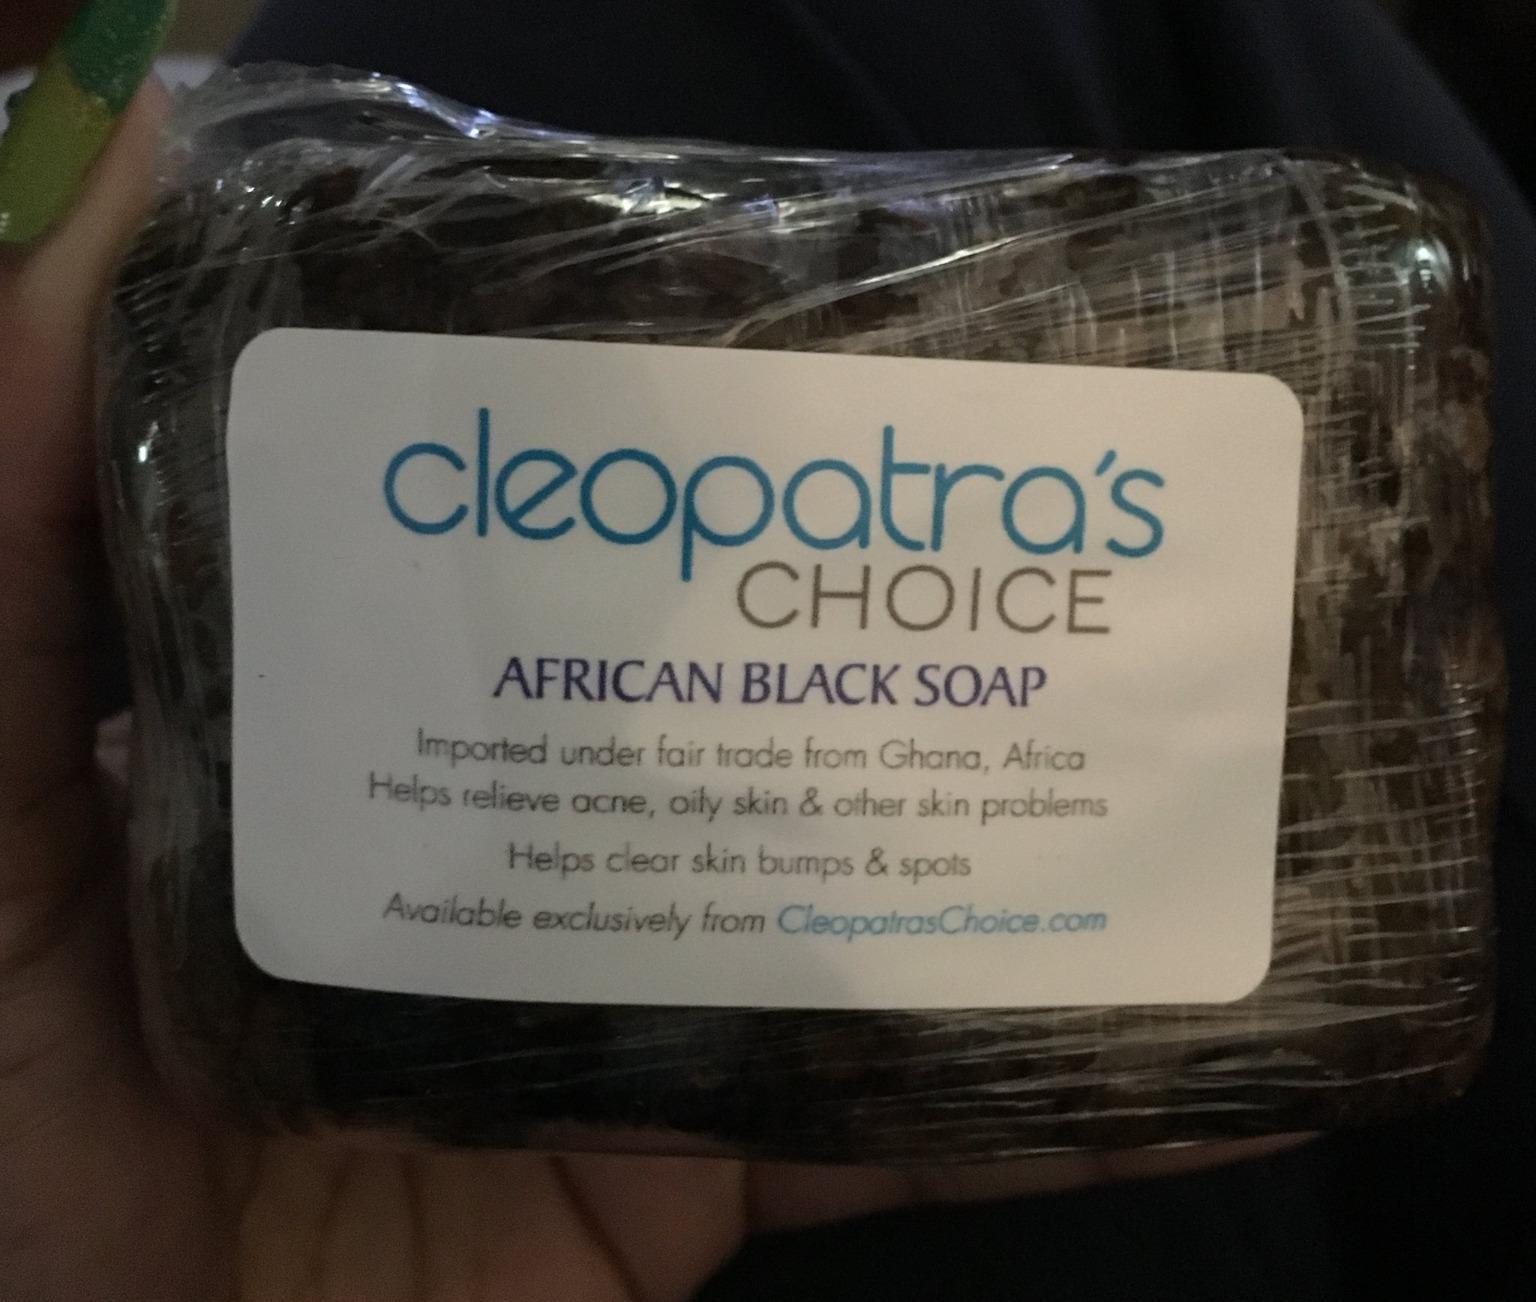 cleopatra's
CHOICE
AFRICAN BLACK SOAP
Imported under fair trade from Ghana, Africa
Helps relieve acne, oily skin & other skin problems
Helps clear skin bumps & spots
Available exclusively from CleopatrasChoice.com